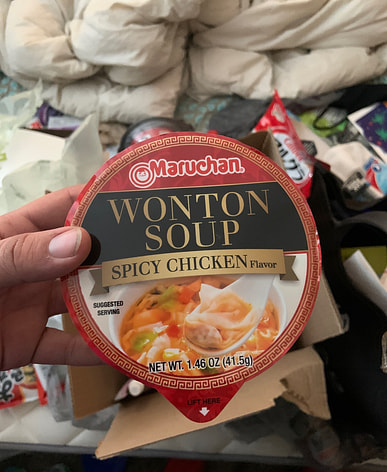 Maruchan.
WONTON
SOUP
SPICY CHICKEN Flavor
SUGGESTED
SERVING
NET WT. 1.46 OZ (41.5g)
LIFT HERE